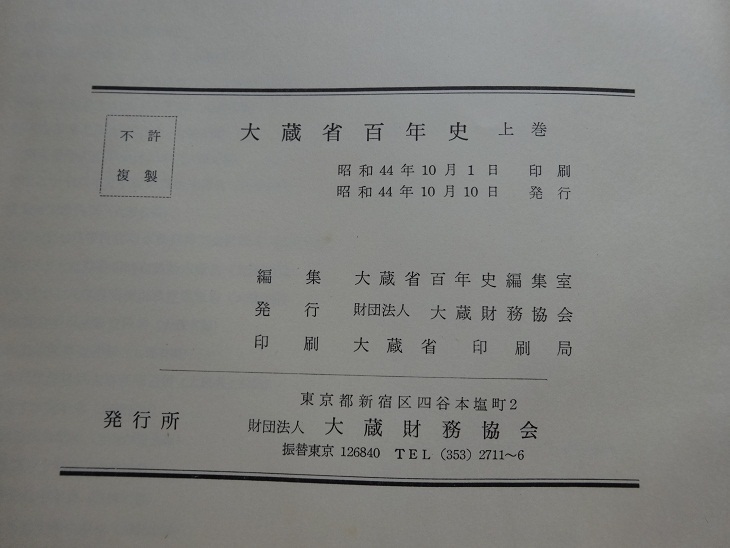 大蔵省百年史 上巻
不許
複製
昭和44年10月1日 印刷
昭和44年10月10日 発行
編集 大蔵省百年史編集室
発行 財団法人 大蔵財務協会
印刷 大蔵省 印刷局
東京都新宿区四谷本塩町2
発行所 財団法人 大蔵財務協会
振替東京 126840 TEL (353) 2711~6